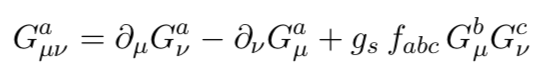 $G^a_{\mu\nu} = \partial_\mu G^a_\nu - \partial_\nu G^a_\mu + g_s \, f_{abc} \, G^b_\mu G^c_\nu$